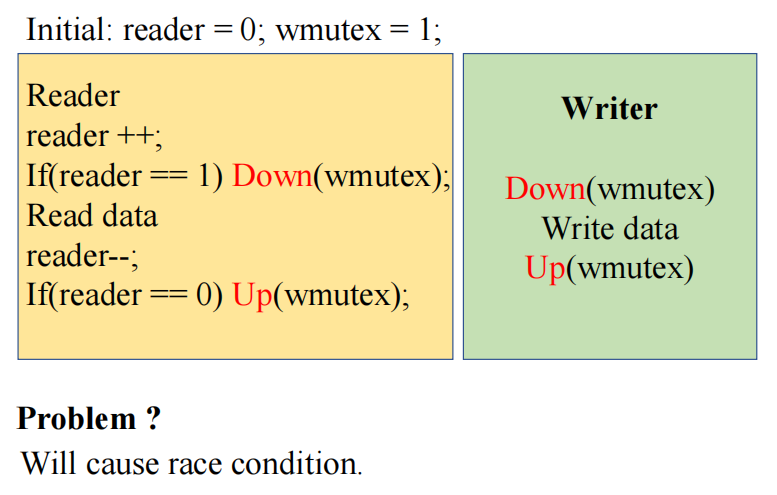 Initial: reader = 0; wmutex = 1;
Reader
reader ++;
If(reader == 1) Down(wmutex);
Read data
reader--;
If(reader == 0) Up(wmutex);
Writer
Down(wmutex)
Write data
Up(wmutex)
Problem ?
Will cause race condition.